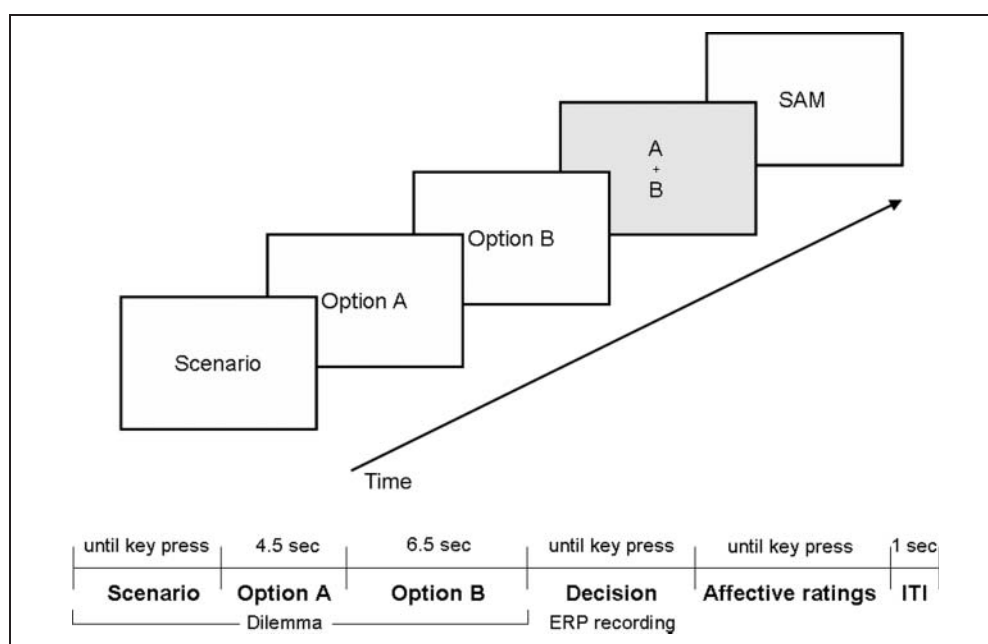 SAM
A
+
B
Option B
Option A
Scenario
Time
until key press 4.5 sec 6.5 sec until key press until key press 1 sec
Scenario Option A Option B Decision Affective ratings ITI
Dilemma ERP recording